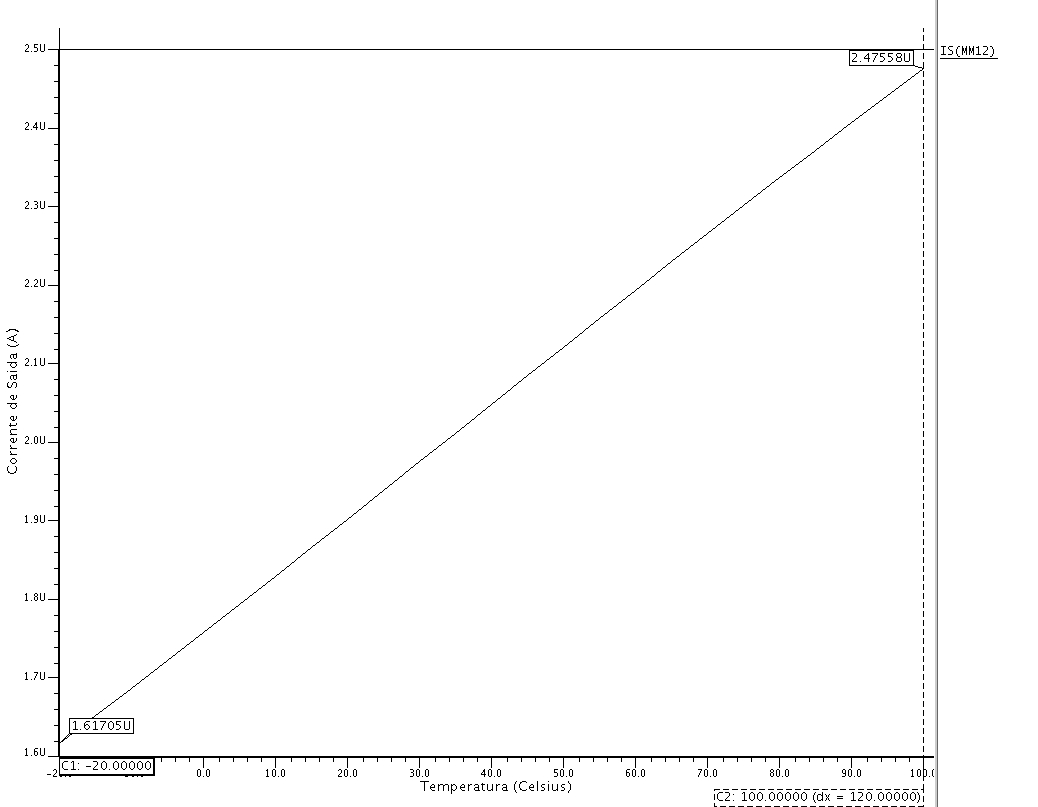 2.5U
IS(MM12)
2.47558U
2.4U
2.3U
2.2U
2.1U
Corrente de Saida (A)
2.0U
1.9U
1.8U
1.7U
1.61705U
1.6U
C1: -20.00000
0.0 10.0 20.0 30.0 40.0 50.0 60.0 70.0 80.0 90.0 100.0
Temperatura (Celsius)
C2: 100.00000 (dx = 120.00000)